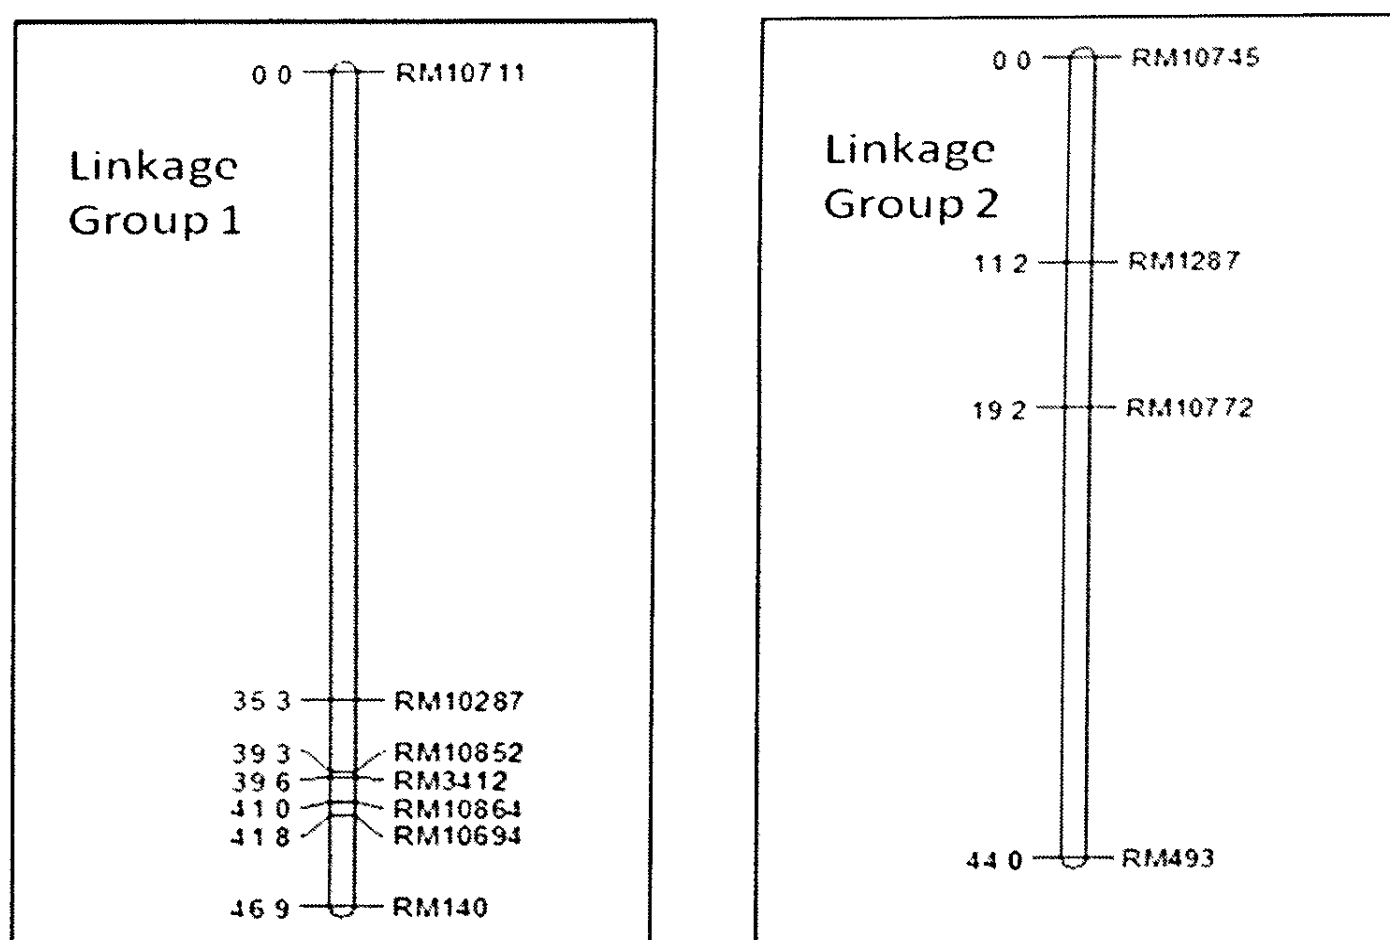 0 0 RM10711
Linkage
Group 1
35 3 RM10287
39 3 RM10852
39 6 RM3412
41 0 RM10864
41 8 RM10694
46 9 RM140
0 0 RM10745
Linkage
Group 2
11 2 RM1287
19 2 RM10772
44 0 RM493